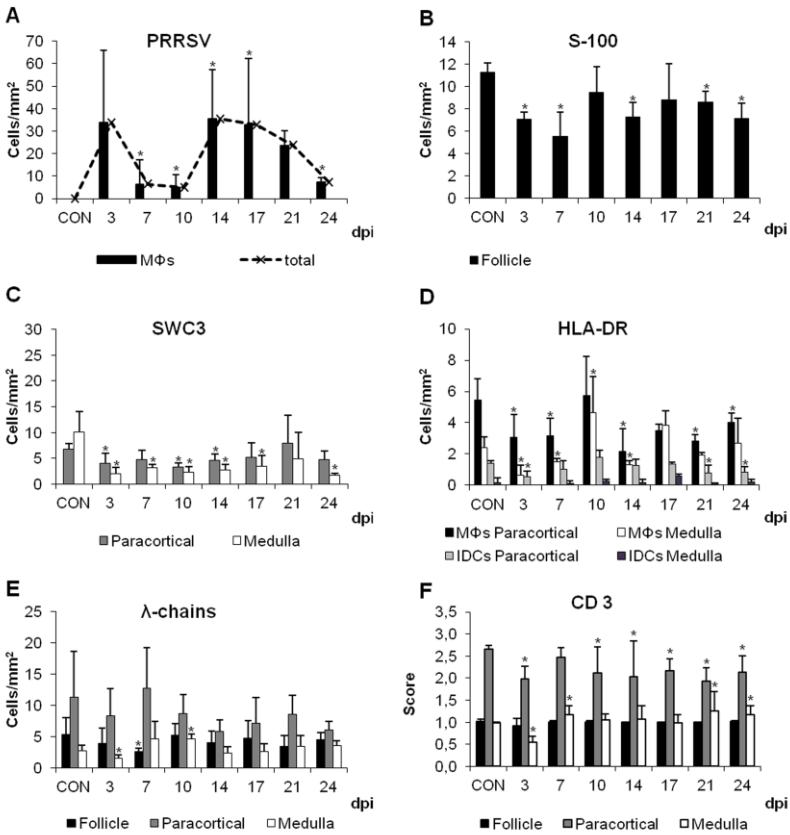 A
PRRSV
Cells/mm²
70
60
50
40
30
20
10
0
* * * * *
CON 3 7 10 14 17 21 24
dpi
MΦs total
B
S-100
Cells/mm²
14
12
10
8
6
4
2
0
* * * * *
CON 3 7 10 14 17 21 24
dpi
Follicle
C
SWC3
Cells/mm²
30
25
20
15
10
5
0
* * * * * * * * *
CON 3 7 10 14 17 21 24
dpi
Paracortical Medulla
D
HLA-DR
Cells/mm²
10
8
6
4
2
0
* * * * * * * * * * * *
CON 3 7 10 14 17 21 24
dpi
MΦs Paracortical MΦs Medulla
IDCs Paracortical IDCs Medulla
E
λ-chains
Cells/mm²
25
20
15
10
5
0
* * *
CON 3 7 10 14 17 21 24
dpi
Follicle Paracortical Medulla
F
CD 3
Score
3,5
3,0
2,5
2,0
1,5
1,0
0,5
0,0
* * * * * * * * * *
CON 3 7 10 14 17 21 24
dpi
Follicle Paracortical Medulla